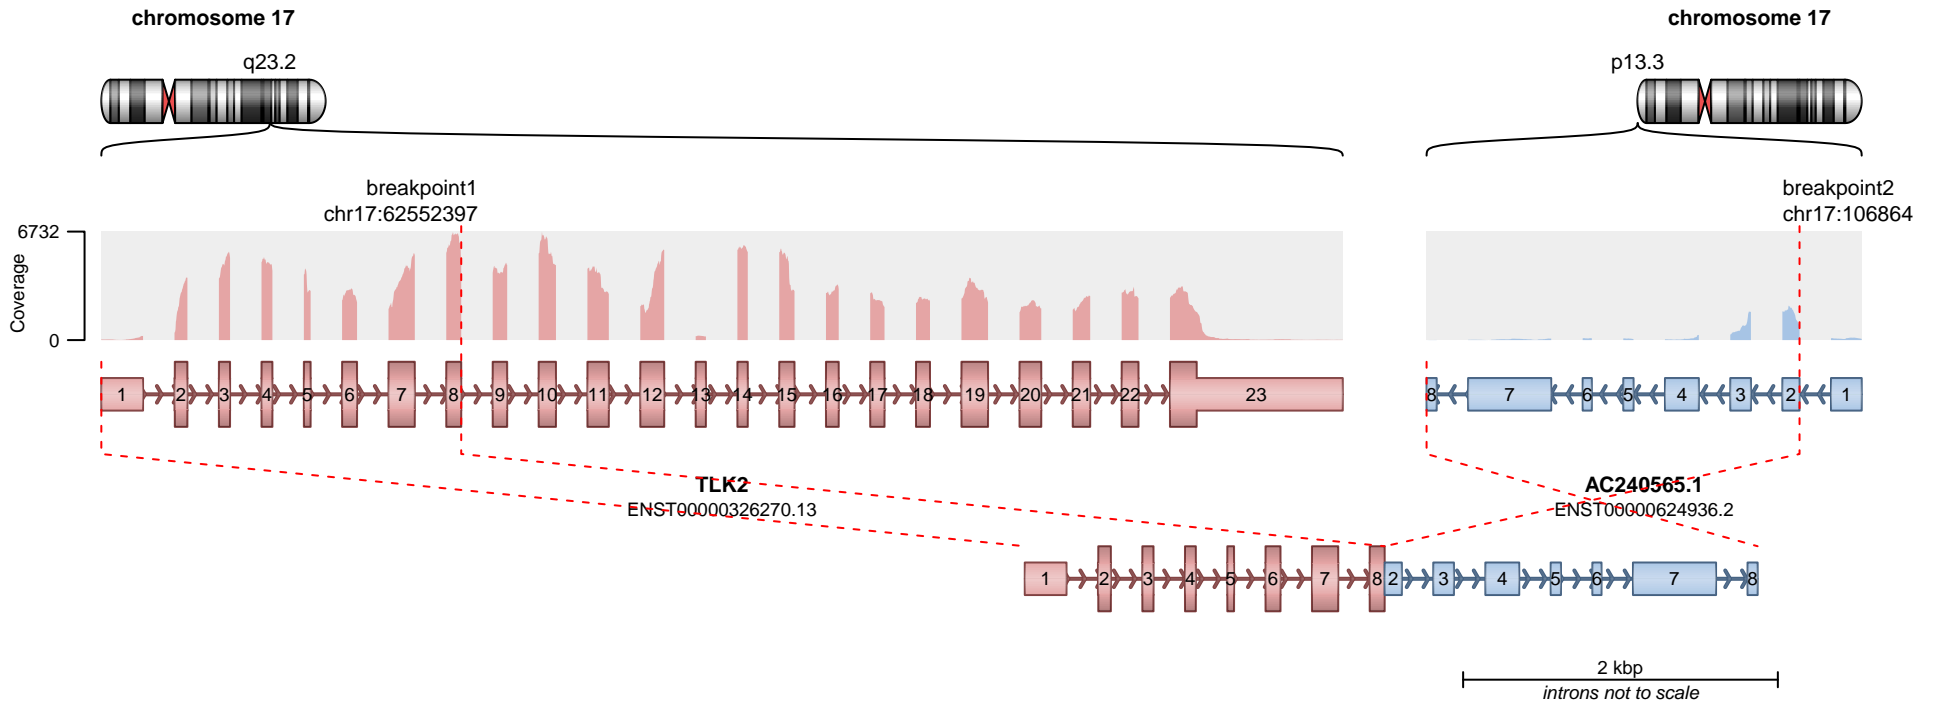 chromosome 17
chromosome 17
q23.2
p13.3
breakpoint1
chr17:62552397
breakpoint2
chr17:106864
6732
Coverage
0
1 2 3 4 5 6 7 8 9 10 11 12 13 14 15 16 17 18 19 20 21 22 23
8 7 6 5 4 3 2 1
TLK2
ENST00000326270.13
AC240565.1
ENST00000624936.2
1 2 3 4 5 6 7 8 2 3 4 5 6 7 8
2 kbp
introns not to scale